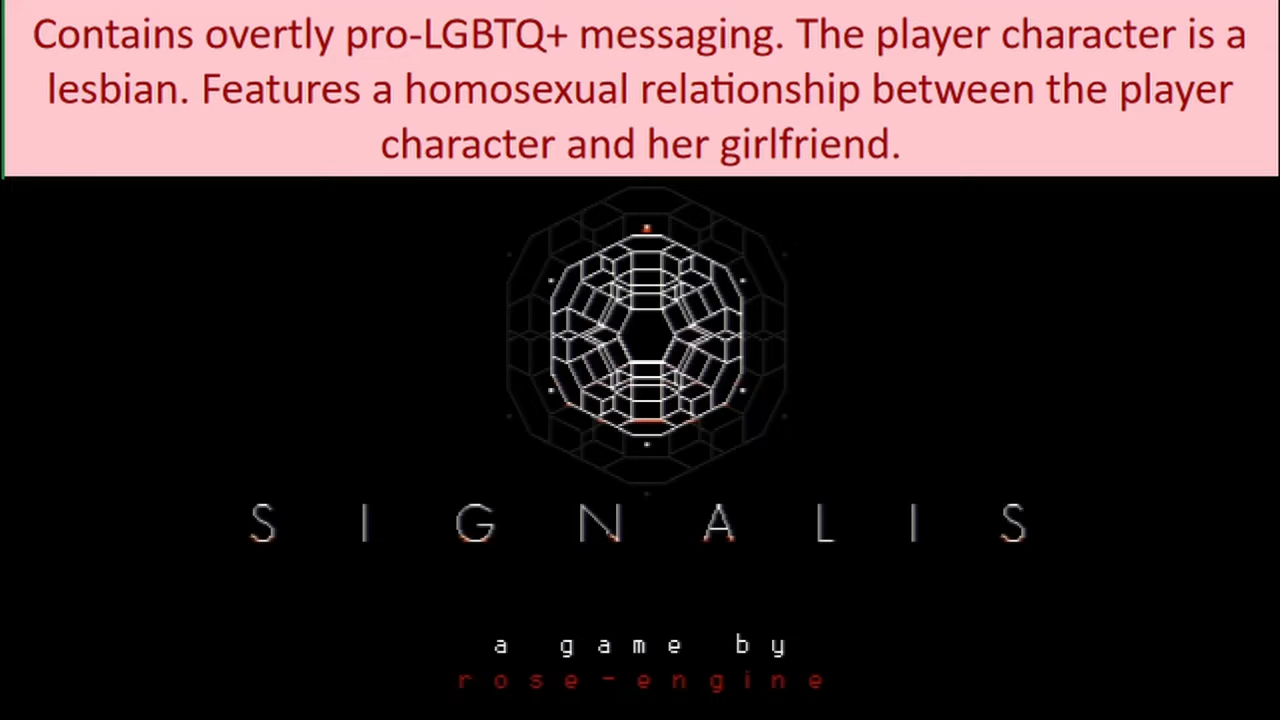 Contains overtly pro-LGBTQ+ messaging. The player character is a
lesbian. Features a homosexual relationship between the player
character and her girlfriend.
S I G N A L I S
a game by
rose-engine